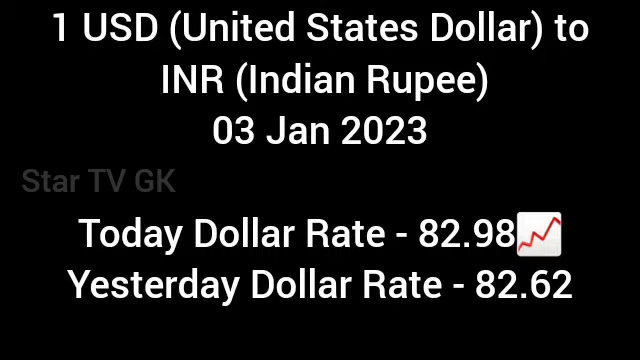 1 USD (United States Dollar) to
INR (Indian Rupee)
03 Jan 2023
Star TV GK
Today Dollar Rate - 82.98📈
Yesterday Dollar Rate - 82.62